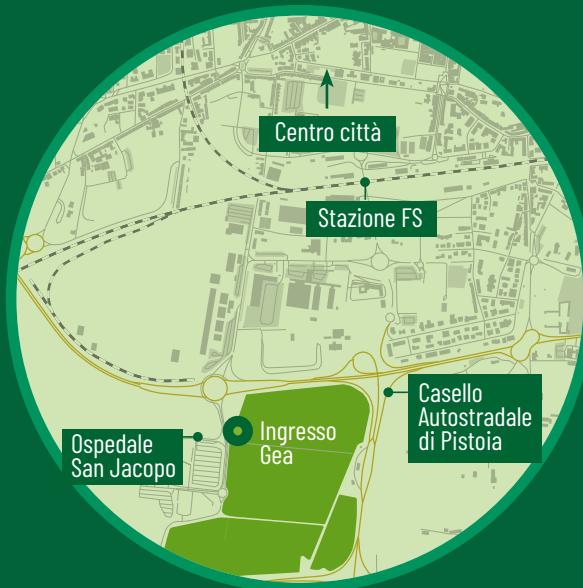 Centro città
Stazione FS
Casello
Autostradale
di Pistoia
Ingresso
Gea
Ospedale
San Jacopo